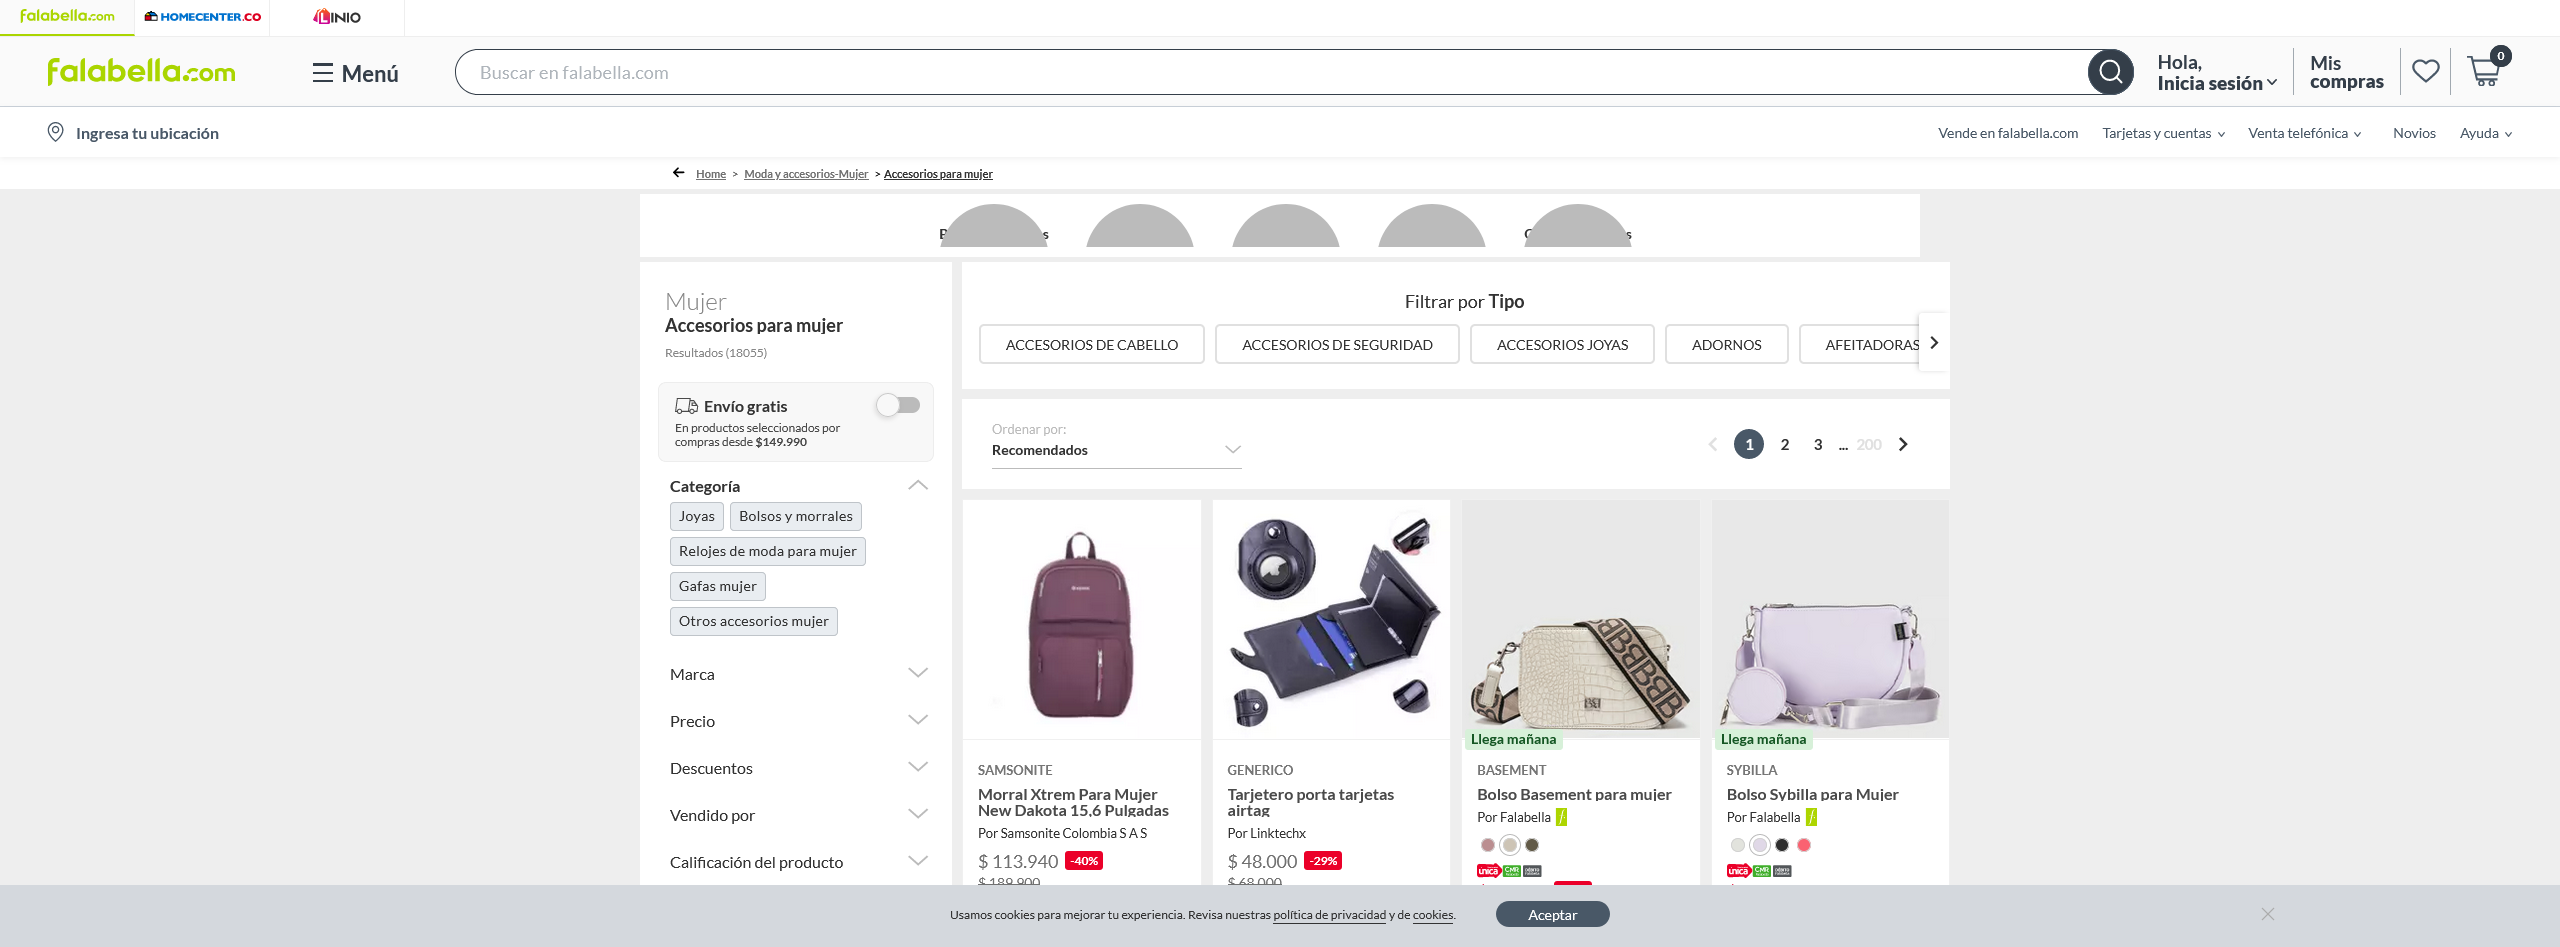 falabella.com
HOMECENTER.CO
LINIO
falabella.com
Menú
Buscar en falabella.com
Hola,
Inicia sesión
Mis
compras
0
Ingresa tu ubicación
Vende en falabella.com
Tarjetas y cuentas
Venta telefónica
Novios
Ayuda
Home > Moda y accesorios-Mujer > Accesorios para mujer
Mujer
Accesorios para mujer
Resultados (18055)
Envío gratis
En productos seleccionados por
compras desde $149.990
Categoría
Joyas
Bolsos y morrales
Relojes de moda para mujer
Gafas mujer
Otros accesorios mujer
Marca
Precio
Descuentos
Vendido por
Calificación del producto
Filtrar por Tipo
ACCESORIOS DE CABELLO
ACCESORIOS DE SEGURIDAD
ACCESORIOS JOYAS
ADORNOS
AFEITADORAS
Ordenar por:
Recomendados
1 2 3 ... 200
SAMSONITE
Morral Xtrem Para Mujer
New Dakota 15,6 Pulgadas
Por Samsonite Colombia S A S
$ 113.940 -40%
$ 189.900
GENERICO
Tarjetero porta tarjetas
airtag
Por Linktechx
$ 48.000 -29%
$ 68.000
Llega mañana
BASEMENT
Bolso Basement para mujer
Por Falabella
única CMR
Llega mañana
SYBILLA
Bolso Sybilla para Mujer
Por Falabella
única CMR
Usamos cookies para mejorar tu experiencia. Revisa nuestras política de privacidad y de cookies.
Aceptar